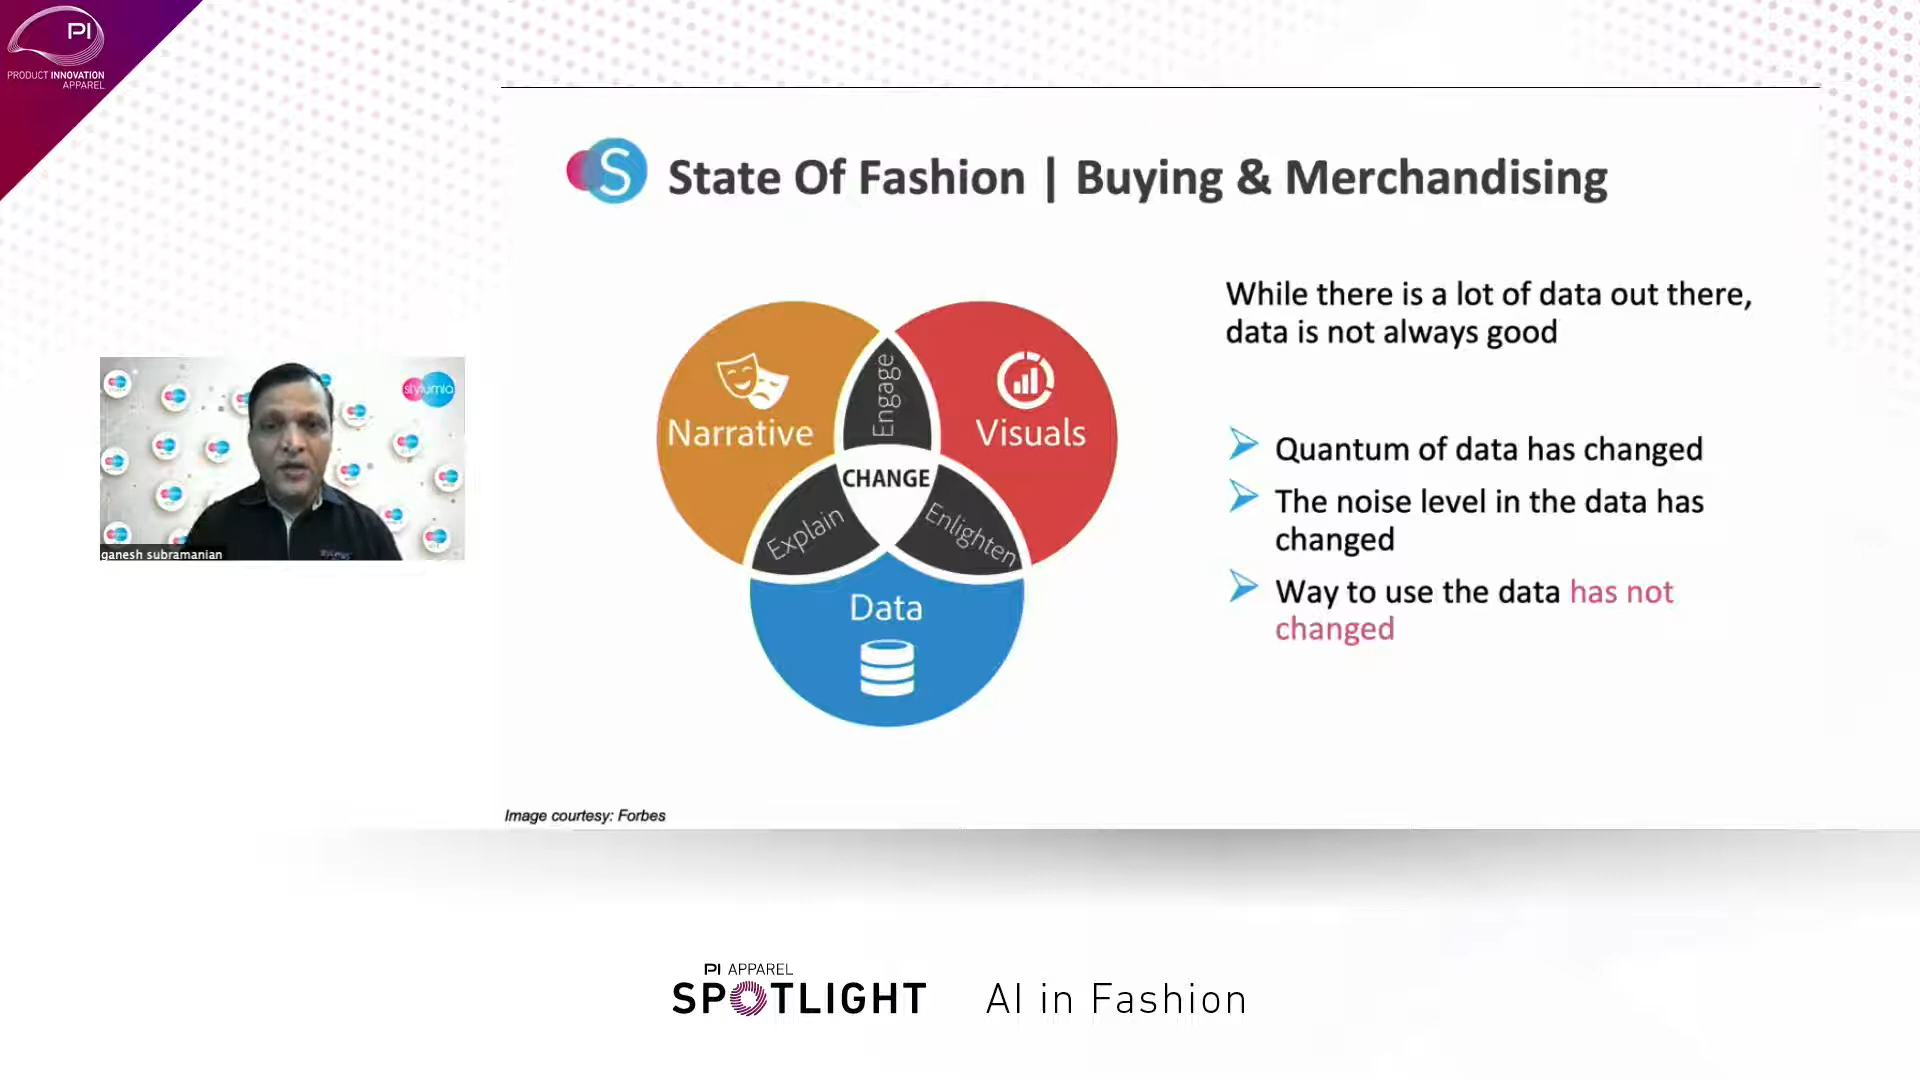 PI
PRODUCT INNOVATION
APPAREL
S State Of Fashion | Buying & Merchandising
While there is a lot of data out there,
data is not always good
Narrative
Engage
Visuals
CHANGE
Explain
Enlighten
Data
Quantum of data has changed
The noise level in the data has
changed
Way to use the data has not
changed
stylumia
ganesh subramanian
Image courtesy: Forbes
PI APPAREL
SPOTLIGHT AI in Fashion